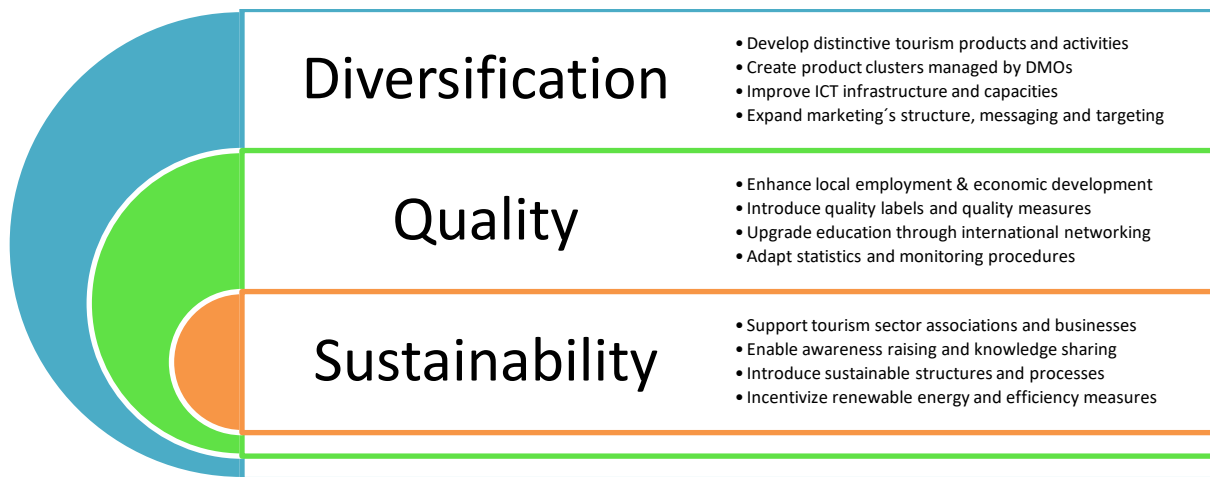 Diversification
• Develop distinctive tourism products and activities
• Create product clusters managed by DMOs
• Improve ICT infrastructure and capacities
• Expand marketing´s structure, messaging and targeting
Quality
• Enhance local employment & economic development
• Introduce quality labels and quality measures
• Upgrade education through international networking
• Adapt statistics and monitoring procedures
Sustainability
• Support tourism sector associations and businesses
• Enable awareness raising and knowledge sharing
• Introduce sustainable structures and processes
• Incentivize renewable energy and efficiency measures